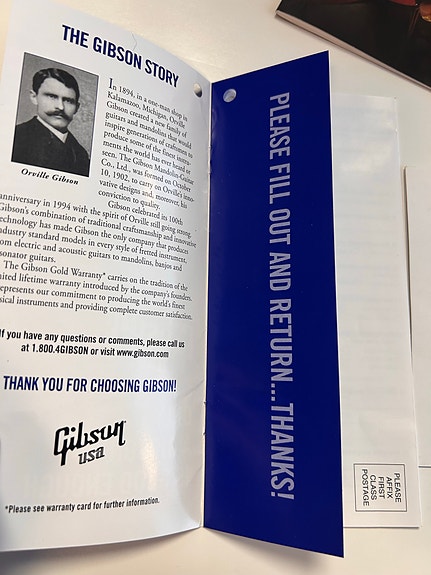 THE GIBSON STORY
In 1894, in a one-man shop in
Kalamazoo, Michigan, Orville
Gibson created a new family of
guitars and mandolins that would
inspire generations of craftsmen to
produce some of the finest instru-
ments the world has ever heard or
seen. The Gibson Mandolin-Guitar
Co., Ltd., was formed on October
10, 1902, to carry on Orville's inno-
vative designs and, moreover, his
conviction to quality.
Orville Gibson
Gibson celebrated its 100th
anniversary in 1994 with the spirit of Orville still going strong.
Gibson's combination of traditional craftsmanship and innovative
technology has made Gibson the only company that produces
industry standard models in every style of fretted instrument,
om electric and acoustic guitars to mandolins, banjos and
sonator guitars.
The Gibson Gold Warranty* carries on the tradition of the
mited lifetime warranty introduced by the company's founders.
represents our commitment to producing the world's finest
sical instruments and providing complete customer satisfaction.
If you have any questions or comments, please call us
at 1.800.4GIBSON or visit www.gibson.com
THANK YOU FOR CHOOSING GIBSON!
Gibson
usa
*Please see warranty card for further information.
PLEASE FILL OUT AND RETURN...THANKS!
PLEASE
AFFIX
FIRST
CLASS
POSTAGE